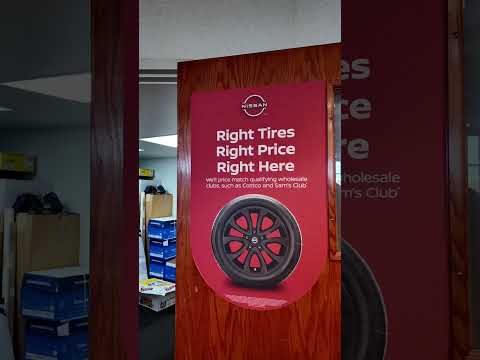 NISSAN
Right Tires
Right Price
Right Here
We'll price match qualifying wholesale
clubs, such as Costco and Sam's Club*